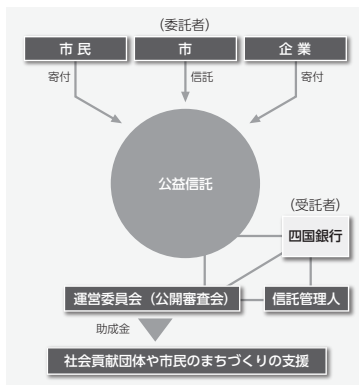 (委託者)
市民 市 企業
寄付 信託 寄付
公益信託
(受託者)
四国銀行
運営委員会(公開審査会) 信託管理人
助成金
社会貢献団体や市民のまちづくりの支援